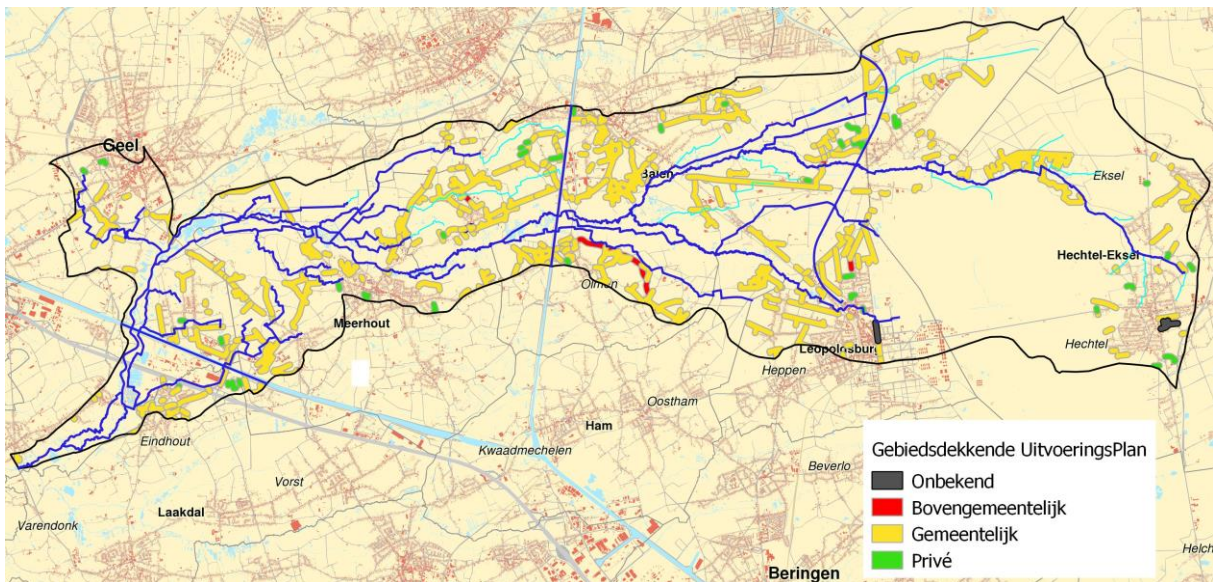 Geel
Balen
Eksel
Hechtel-Eksel
Olmen
Meerhout
Leopoldsburg
Hechtel
Heppen
Oostham
Ham
Eindhout
Kwaadmechelen
Vorst
Beverlo
Laakdal
Varendonk
Beringen
Helch
Gebiedsdekkende UitvoeringsPlan
Onbekend
Bovengemeentelijk
Gemeentelijk
Privé